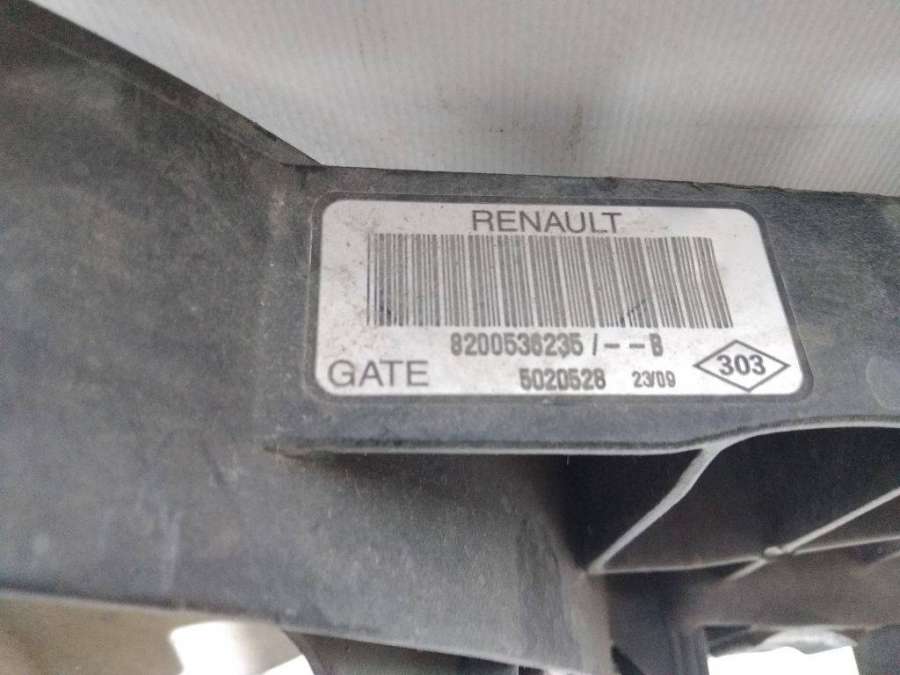 RENAULT
8200536235 / -- B
GATE 5020528 23/09 303